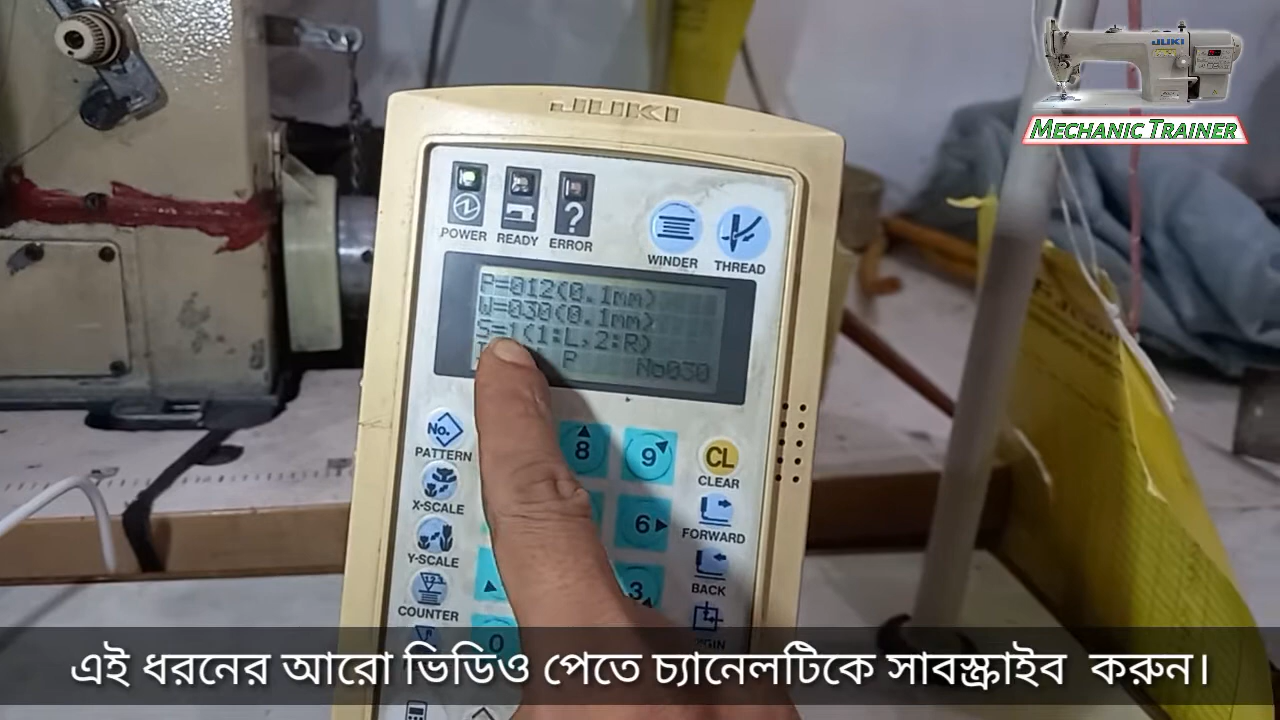 JUKI
MECHANIC TRAINER
JUKI
POWER READY ERROR
WINDER THREAD
P=012(0.1mm)
W=030(0.1mm)
S=1(1:L,2:R)
P No030
No.
PATTERN
8 9
CL
CLEAR
X-SCALE
6
FORWARD
Y-SCALE
3
BACK
COUNTER
0
এই ধরনের আরো ভিডিও পেতে চ্যানেলটিকে সাবস্ক্রাইব করুন।